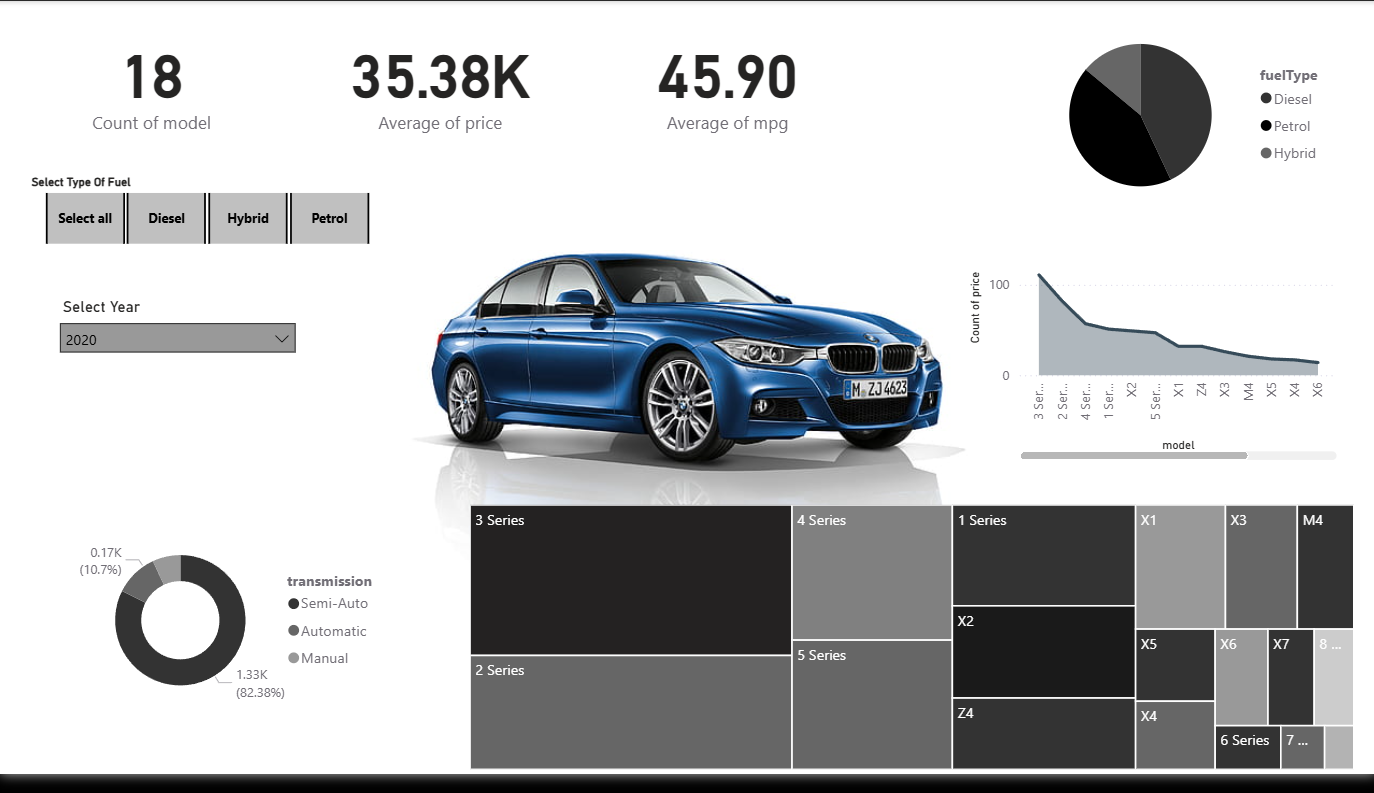 18
Count of model
35.38K
Average of price
45.90
Average of mpg
fuelType
Diesel
Petrol
Hybrid
Select Type Of Fuel
Select all
Diesel
Hybrid
Petrol
Select Year
2020
M ZJ 4623
Count of price
100
0
3 Ser...
2 Ser...
4 Ser...
1 Ser...
X2
5 Ser...
X1
Z4
X3
M4
X5
X4
X6
model
0.17K
(10.7%)
1.33K
(82.38%)
transmission
Semi-Auto
Automatic
Manual
3 Series
2 Series
4 Series
5 Series
1 Series
X2
Z4
X1
X3
M4
X5
X4
X6
X7
8 ...
6 Series
7 ...